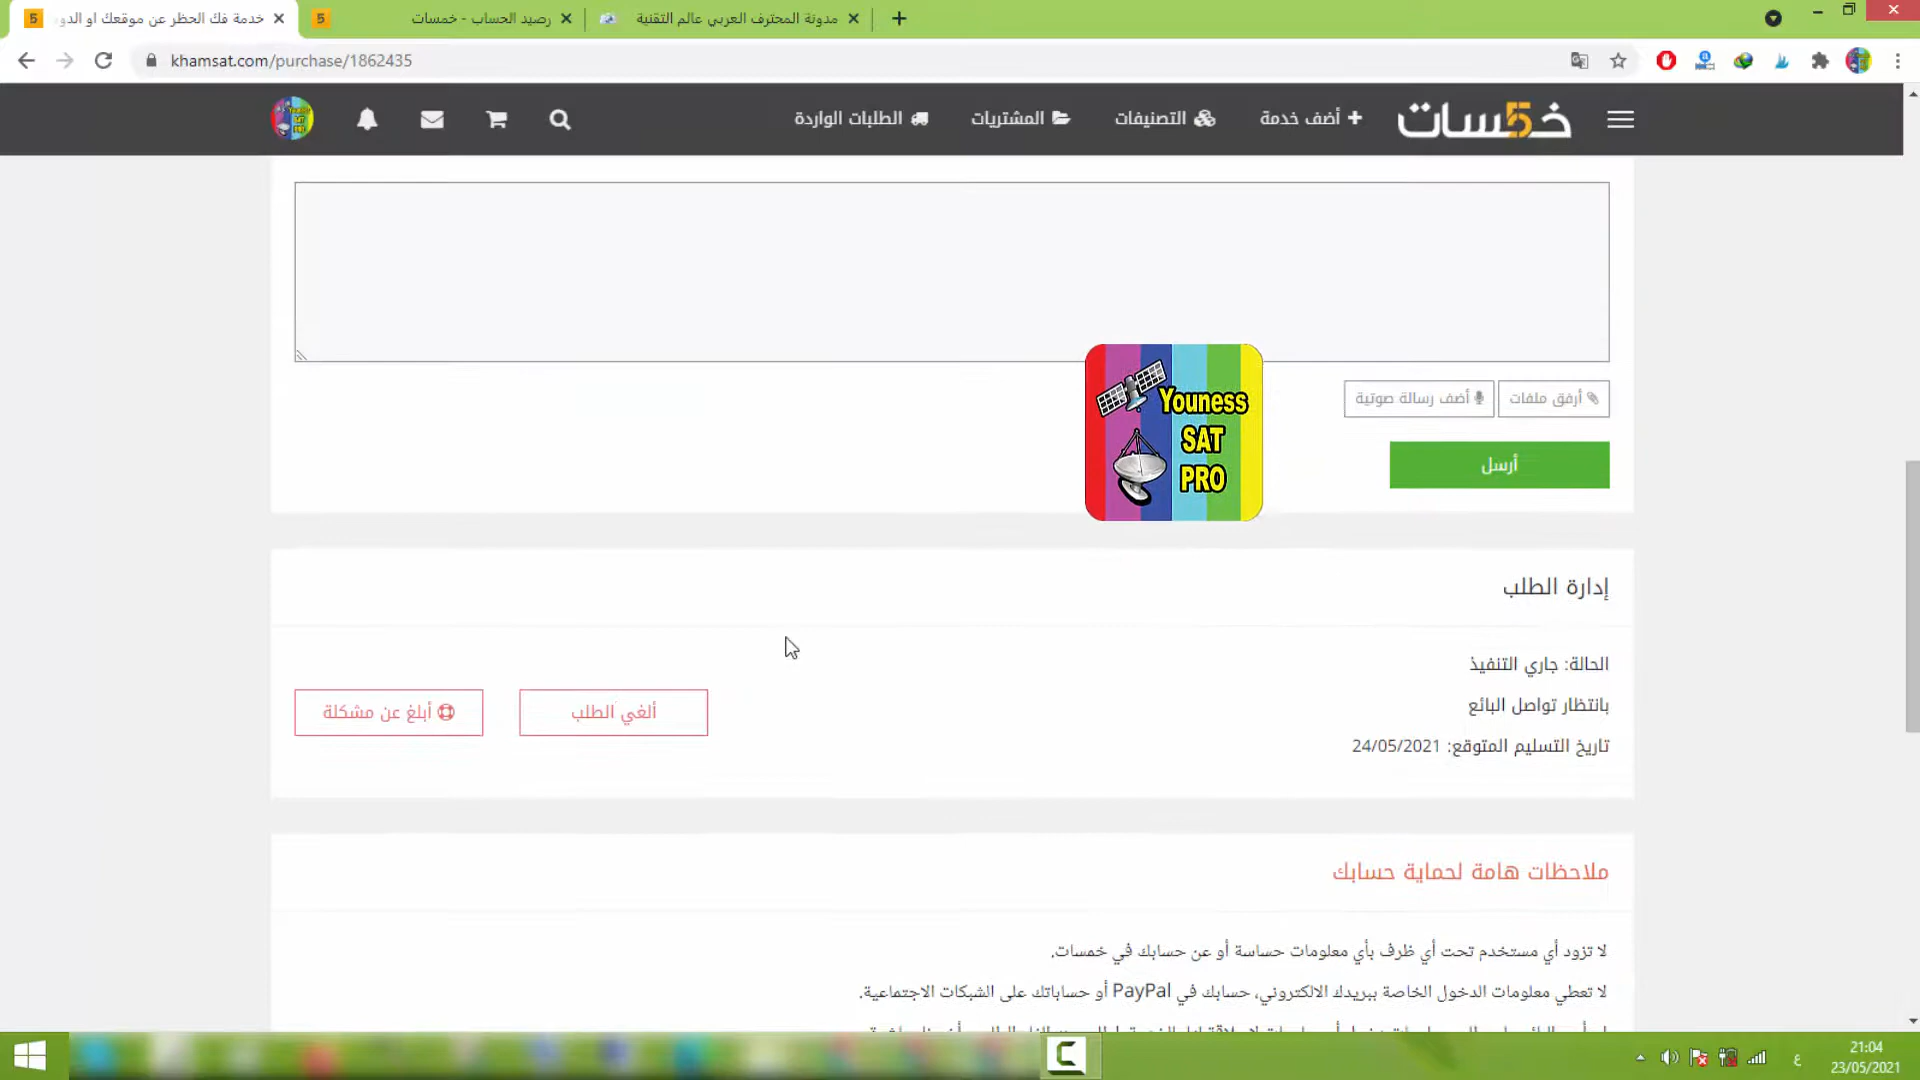 خدمة فك الحظر عن موقعك او الدو
رصيد الحساب - خمسات
مدونة المحترف العربي عالم التقنية
khamsat.com/purchase/1862435
خمسات
أضف خدمة
التصنيفات
المشتريات
الطلبات الواردة
Youness
SAT
PRO
أرفق ملفات
أضف رسالة صوتية
أرسل
إدارة الطلب
الحالة: جاري التنفيذ
بانتظار تواصل البائع
تاريخ التسليم المتوقع: 24/05/2021
ألغي الطلب
أبلغ عن مشكلة
ملاحظات هامة لحماية حسابك
لا تزود أي مستخدم تحت أي ظرف بأي معلومات حساسة أو عن حسابك في خمسات.
لا تعطي معلومات الدخول الخاصة ببريدك الالكتروني، حسابك في PayPal أو حساباتك على الشبكات الاجتماعية.
ع
21:04
23/05/2021